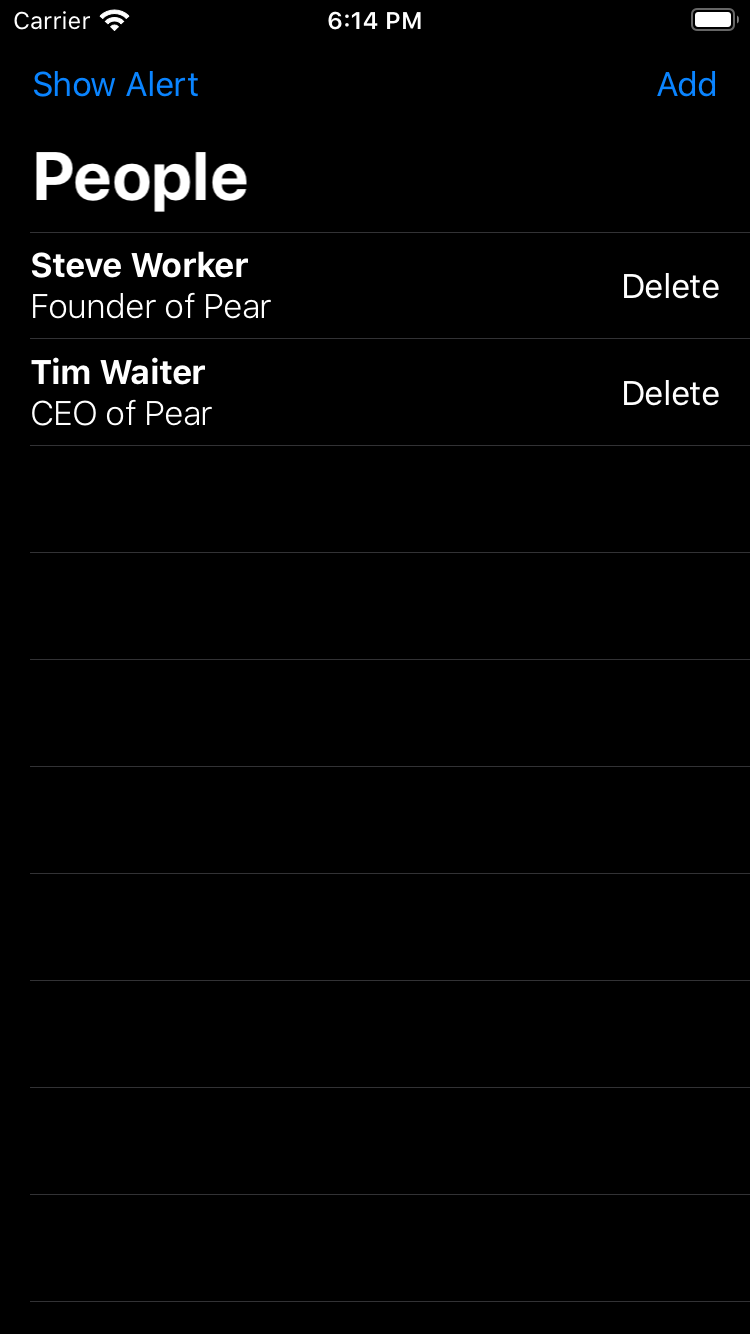 Carrier 6:14 PM
Show Alert Add
People
Steve Worker
Founder of Pear
Delete
Tim Waiter
CEO of Pear
Delete